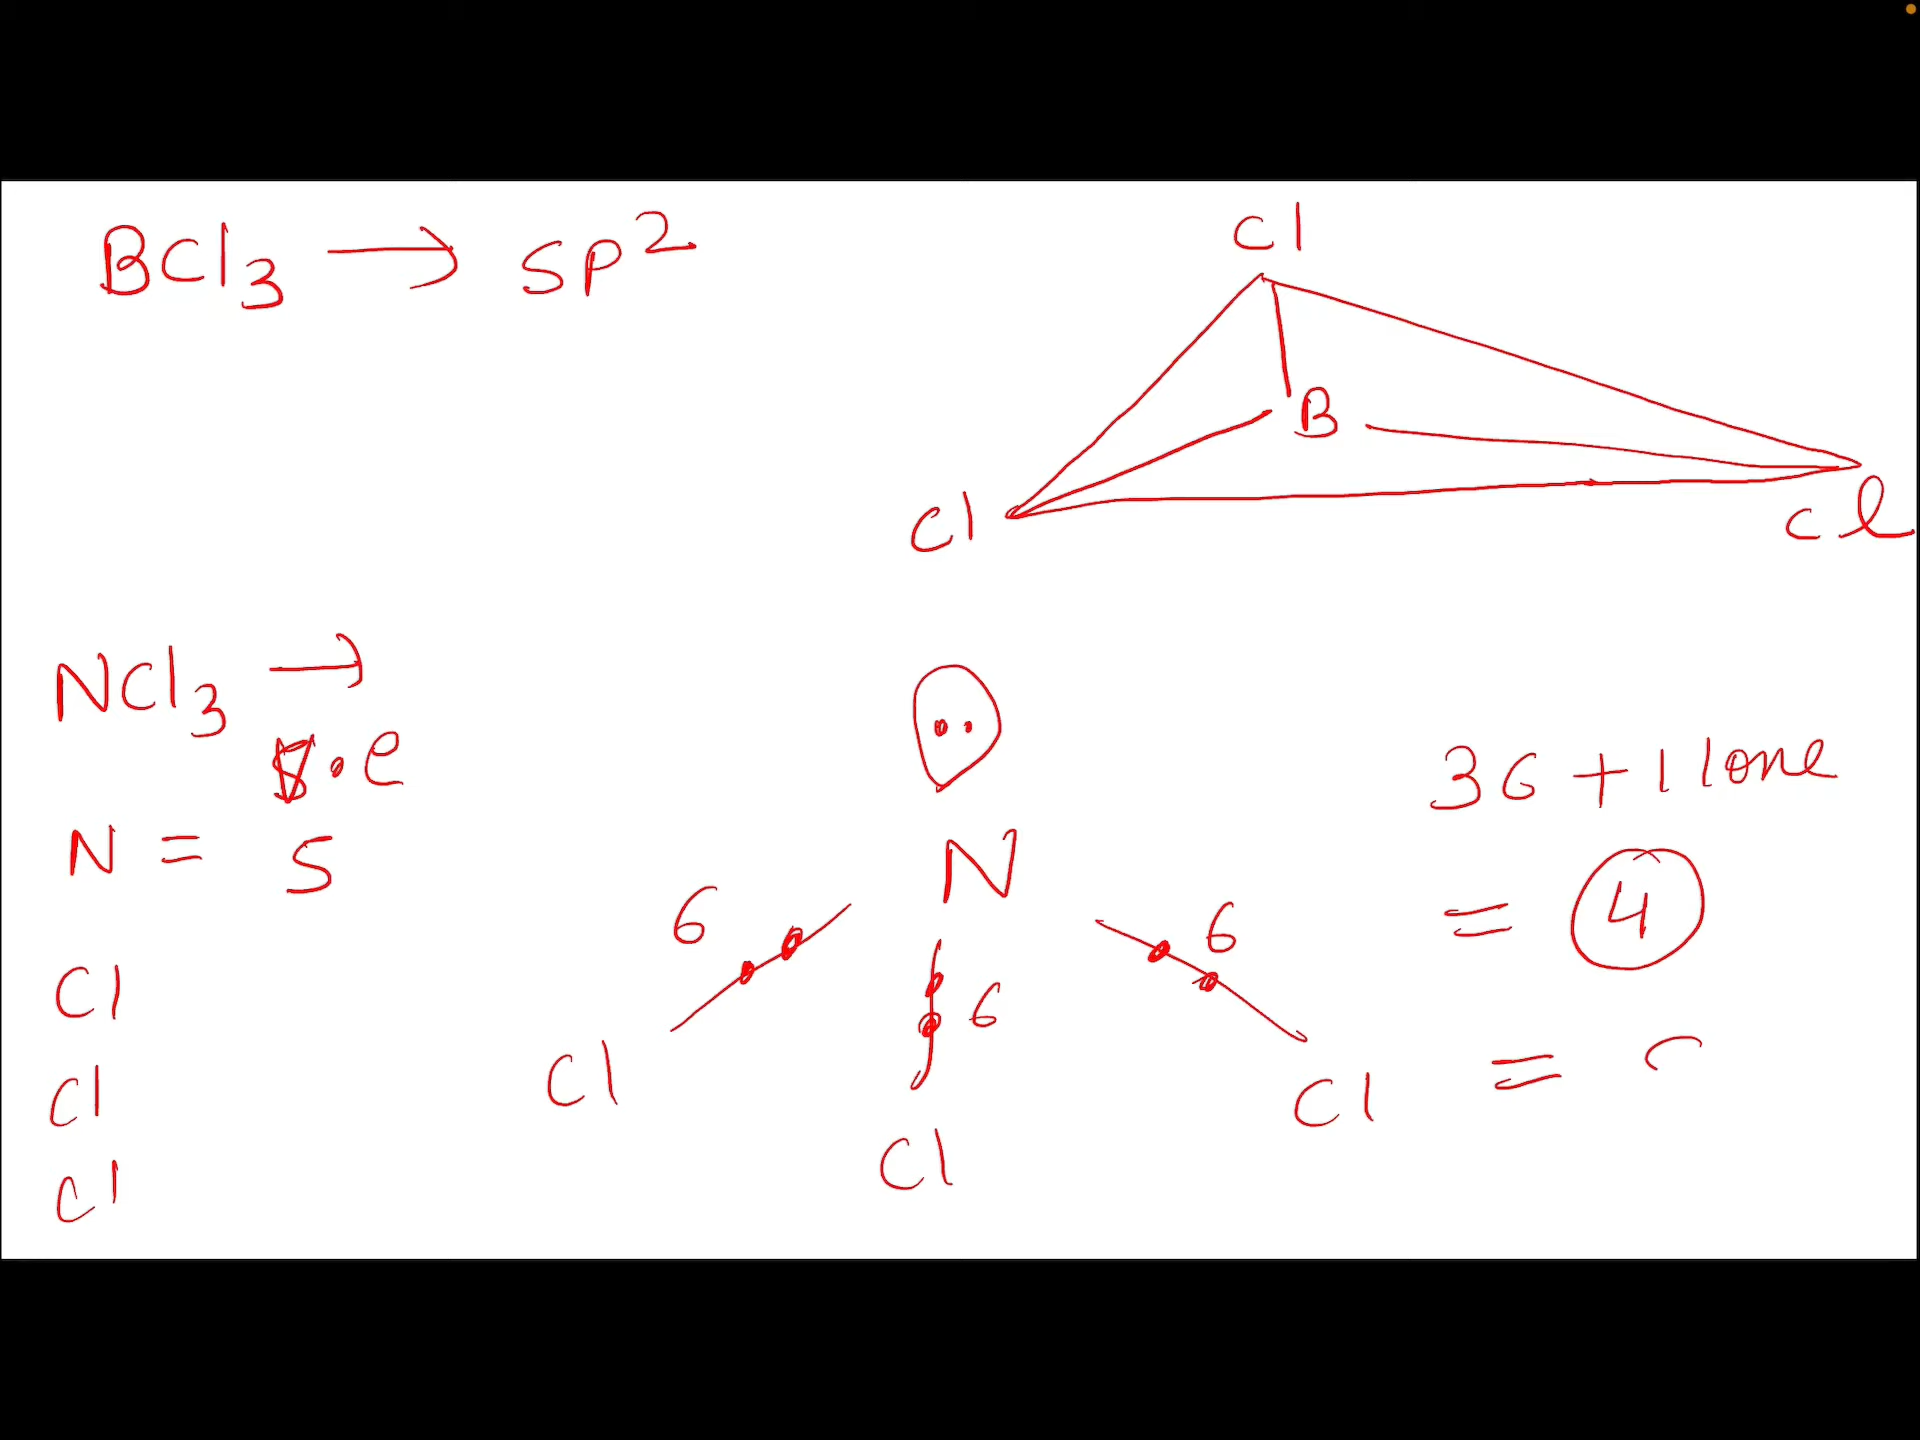 BCl3 → SP2
Cl
B
Cl
Cl
NCl3 →
V·e
N = 5
Cl
Cl
Cl
N
6
6
6
Cl
Cl
Cl
3σ + 1 lone
= 4
=